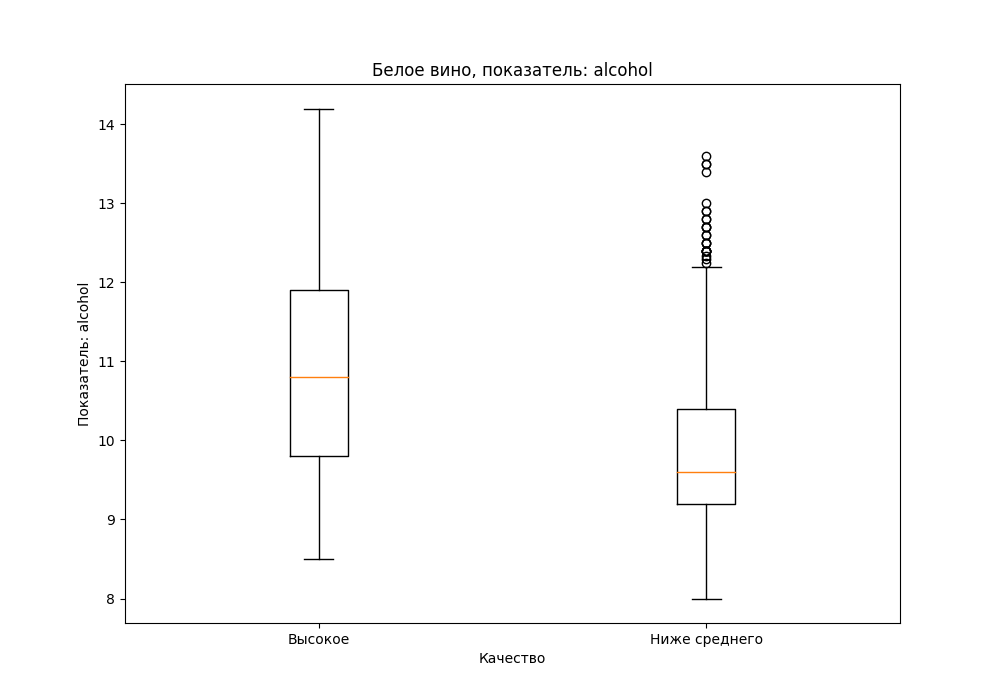 Белое вино, показатель: alcohol
Показатель: alcohol
14
13
12
11
10
9
8
Высокое
Ниже среднего
Качество